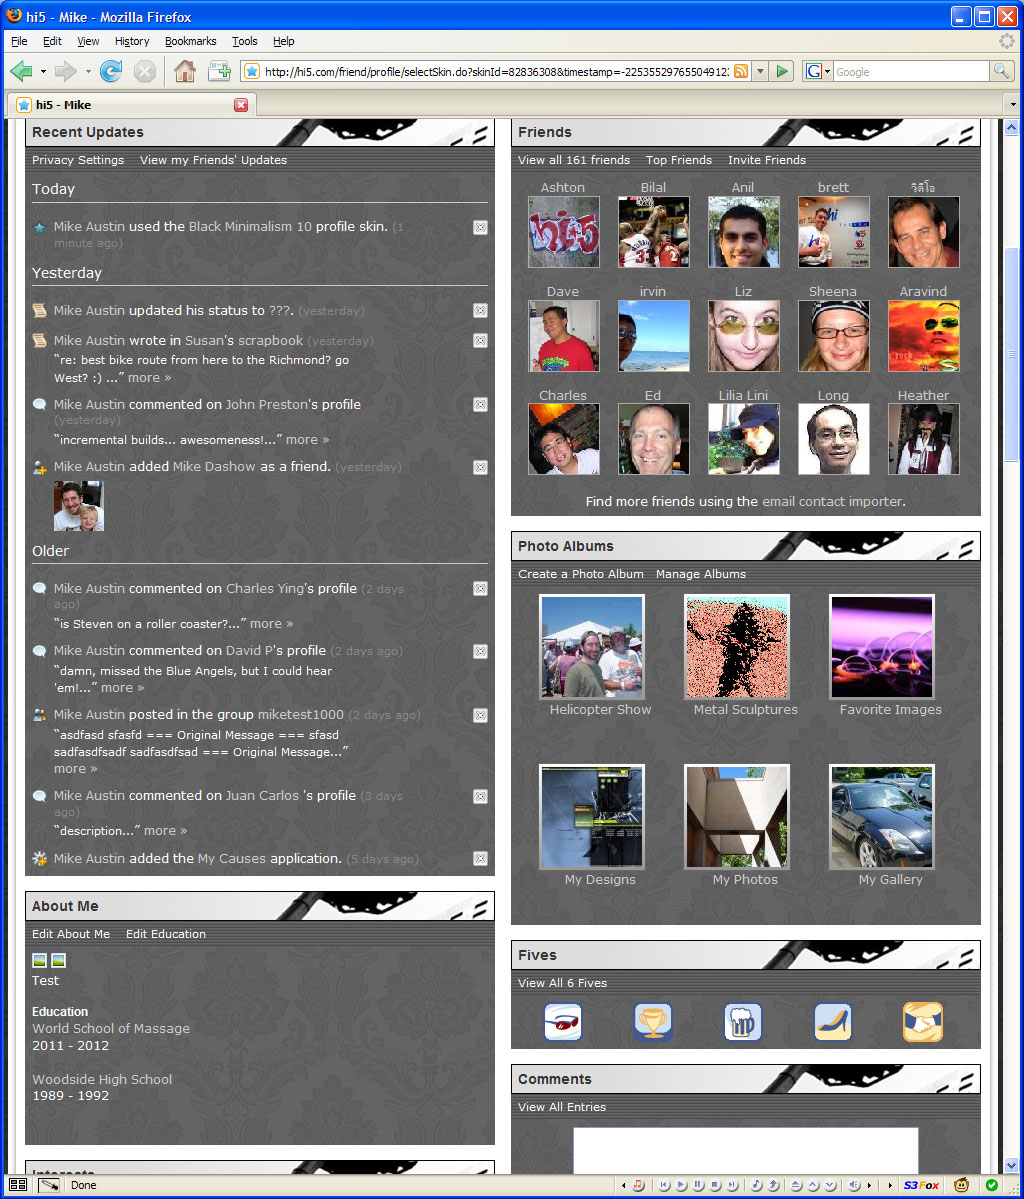 hi5 - Mike - Mozilla Firefox
File Edit View History Bookmarks Tools Help
http://hi5.com/friend/profile/selectSkin.do?skinId=82836308&timestamp=-22535529765504912
G Google
hi5 - Mike
Recent Updates
Privacy Settings View my Friends' Updates
Today
Mike Austin used the Black Minimalism 10 profile skin. (1
minute ago)
Yesterday
Mike Austin updated his status to ???. (yesterday)
Mike Austin wrote in Susan's scrapbook (yesterday)
“re: best bike route from here to the Richmond? go
West? :) ...” more »
Mike Austin commented on John Preston's profile
(yesterday)
“incremental builds... awesomeness!...” more »
Mike Austin added Mike Dashow as a friend. (yesterday)
Older
Mike Austin commented on Charles Ying's profile (2 days
ago)
“is Steven on a roller coaster?...” more »
Mike Austin commented on David P's profile (2 days ago)
“damn, missed the Blue Angels, but I could hear
'em!...” more »
Mike Austin posted in the group miketest1000 (2 days ago)
“asdfasd sfasfd === Original Message === sfasd
sadfasdfsadf sadfasdfsad === Original Message...”
more »
Mike Austin commented on Juan Carlos 's profile (3 days
ago)
“description...” more »
Mike Austin added the My Causes application. (5 days ago)
About Me
Edit About Me Edit Education
Test
Education
World School of Massage
2011 - 2012
Woodside High School
1989 - 1992
Friends
View all 161 friends Top Friends Invite Friends
Ashton Bilal Anil brett วิดีโอ
Dave irvin Liz Sheena Aravind
Charles Ed Lilia Lini Long Heather
Find more friends using the email contact importer.
Photo Albums
Create a Photo Album Manage Albums
Helicopter Show Metal Sculptures Favorite Images
My Designs My Photos My Gallery
Fives
View All 6 Fives
Comments
View All Entries
Interests
Done
S3Fox